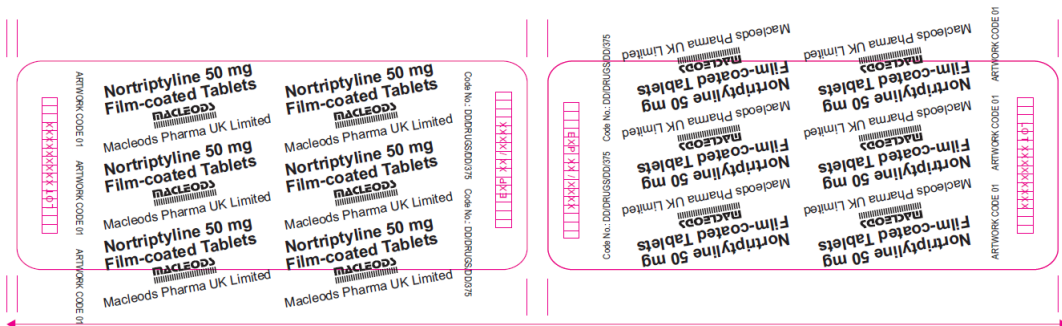 ARTWORK CODE 01
ARTWORK CODE 01
ARTWORK CODE 01
LOT XXXXXXXX
Nortriptyline 50 mg
Film-coated Tablets
MACLEODS
Macleods Pharma UK Limited
Nortriptyline 50 mg
Film-coated Tablets
MACLEODS
Macleods Pharma UK Limited
Nortriptyline 50 mg
Film-coated Tablets
MACLEODS
Macleods Pharma UK Limited
Nortriptyline 50 mg
Film-coated Tablets
MACLEODS
Macleods Pharma UK Limited
Nortriptyline 50 mg
Film-coated Tablets
MACLEODS
Macleods Pharma UK Limited
Nortriptyline 50 mg
Film-coated Tablets
MACLEODS
Macleods Pharma UK Limited
Code No.: DD/DRUGS/DD/375
Code No.: DD/DRUGS/DD/375
EXP XX/XXXX
Code No.: DD/DRUGS/DD/375
Code No.: DD/DRUGS/DD/375
EXP XX/XXXX
Nortriptyline 50 mg
Film-coated Tablets
MACLEODS
Macleods Pharma UK Limited
Nortriptyline 50 mg
Film-coated Tablets
MACLEODS
Macleods Pharma UK Limited
Nortriptyline 50 mg
Film-coated Tablets
MACLEODS
Macleods Pharma UK Limited
Nortriptyline 50 mg
Film-coated Tablets
MACLEODS
Macleods Pharma UK Limited
Nortriptyline 50 mg
Film-coated Tablets
MACLEODS
Macleods Pharma UK Limited
Nortriptyline 50 mg
Film-coated Tablets
MACLEODS
Macleods Pharma UK Limited
ARTWORK CODE 01
ARTWORK CODE 01
ARTWORK CODE 01
LOT XXXXXXXX